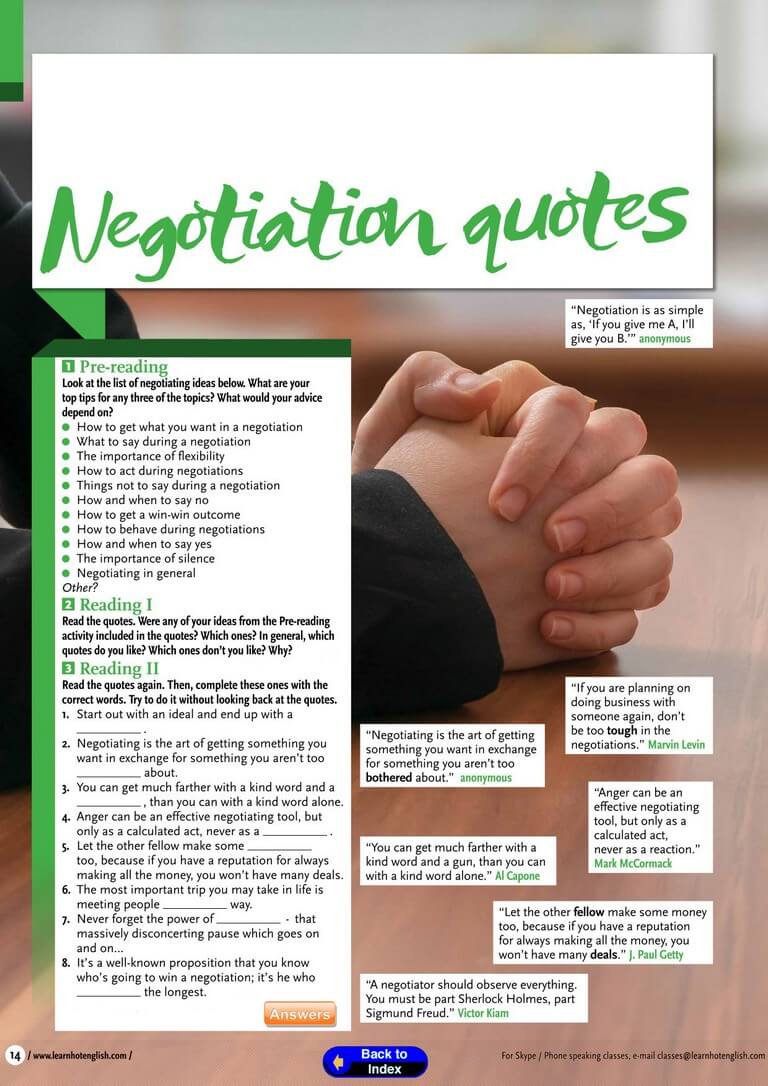 Negotiation quotes
"Negotiation is as simple
as, 'If you give me A, I'll
give you B.'" anonymous
1 Pre-reading
Look at the list of negotiating ideas below. What are your
top tips for any three of the topics? What would your advice
depend on?
● How to get what you want in a negotiation
● What to say during a negotiation
● The importance of flexibility
● How to act during negotiations
● Things not to say during a negotiation
● How and when to say no
● How to get a win-win outcome
● How to behave during negotiations
● How and when to say yes
● The importance of silence
● Negotiating in general
Other?
2 Reading I
Read the quotes. Were any of your ideas from the Pre-reading
activity included in the quotes? Which ones? In general, which
quotes do you like? Which ones don't you like? Why?
3 Reading II
Read the quotes again. Then, complete these ones with the
correct words. Try to do it without looking back at the quotes.
1. Start out with an ideal and end up with a
__________ .
2. Negotiating is the art of getting something you
want in exchange for something you aren't too
__________ about.
3. You can get much farther with a kind word and a
__________ , than you can with a kind word alone.
4. Anger can be an effective negotiating tool, but
only as a calculated act, never as a __________ .
5. Let the other fellow make some __________
too, because if you have a reputation for always
making all the money, you won't have many deals.
6. The most important trip you may take in life is
meeting people __________ way.
7. Never forget the power of __________ - that
massively disconcerting pause which goes on
and on...
8. It's a well-known proposition that you know
who's going to win a negotiation; it's he who
__________ the longest.
Answers
"If you are planning on
doing business with
someone again, don't
be too tough in the
negotiations." Marvin Levin
"Negotiating is the art of getting
something you want in exchange
for something you aren't too
bothered about." anonymous
"Anger can be an
effective negotiating
tool, but only as a
calculated act,
never as a reaction."
Mark McCormack
"You can get much farther with a
kind word and a gun, than you can
with a kind word alone." Al Capone
"Let the other fellow make some money
too, because if you have a reputation
for always making all the money, you
won't have many deals." J. Paul Getty
"A negotiator should observe everything.
You must be part Sherlock Holmes, part
Sigmund Freud." Victor Kiam
14 / www.learnhotenglish.com /
Back to
Index
For Skype / Phone speaking classes, e-mail classes@learnhotenglish.com